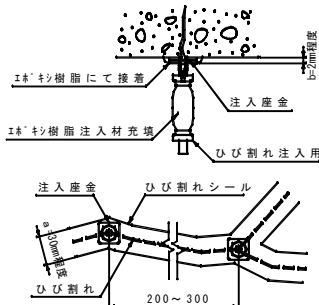 b=2mm程度
エポキシ樹脂にて接着
注入座金
エポキシ樹脂注入材充填
ひび割れ注入用
注入座金
ひび割れシール
a=30mm程度
ひび割れ
200～300